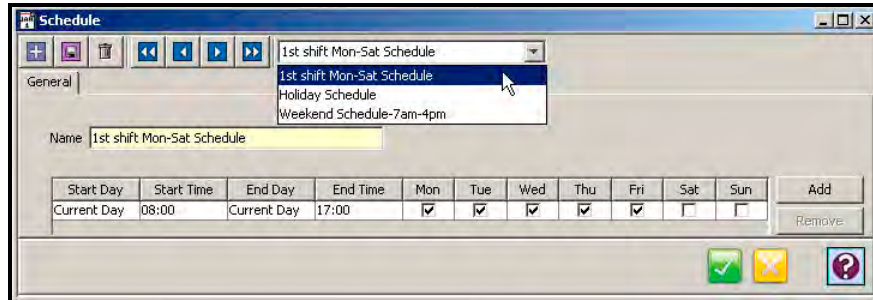 Schedule
1st shift Mon-Sat Schedule
1st shift Mon-Sat Schedule
Holiday Schedule
Weekend Schedule-7am-4pm
General
Name 1st shift Mon-Sat Schedule
Start Day Start Time End Day End Time Mon Tue Wed Thu Fri Sat Sun Add
Current Day 08:00 Current Day 17:00
Remove
?